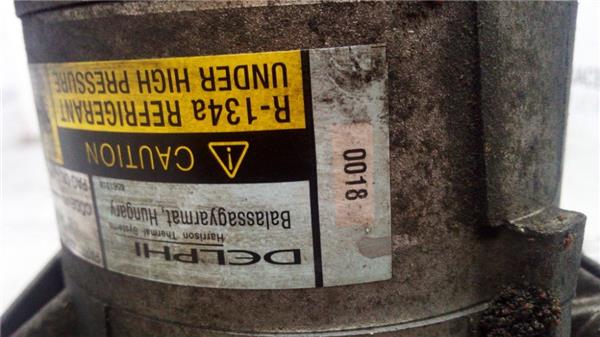 DELPHI
Harrison Thermal Systems
Balassagyarmat, Hungary
CAUTION
R-134a REFRIGERANT
UNDER HIGH PRESSURE
0018